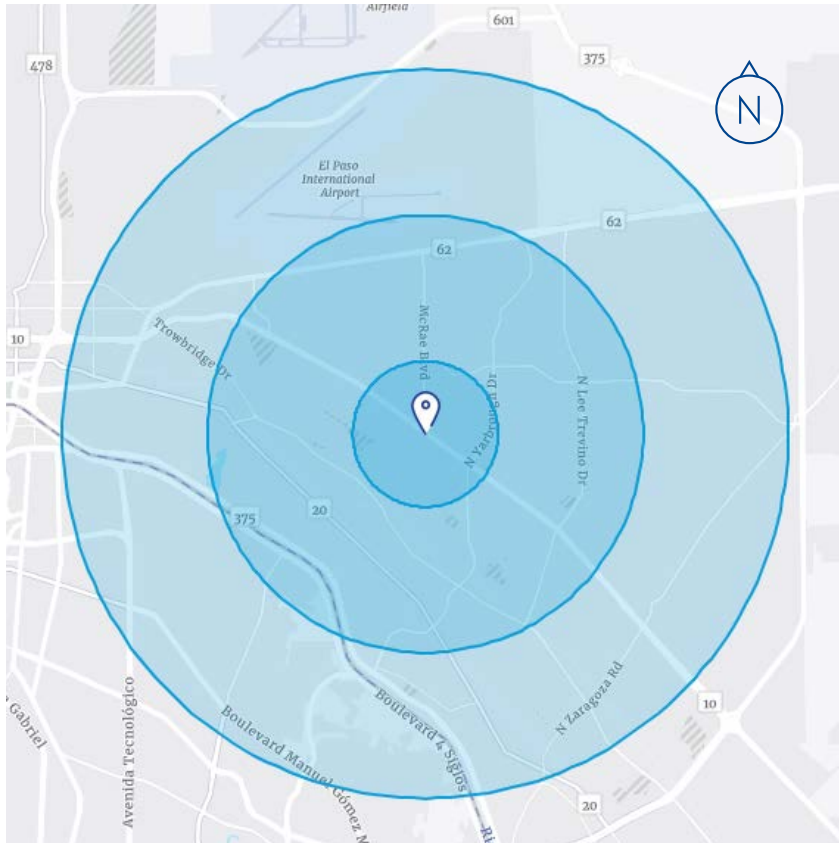 Airfield
601
478
375
N
El Paso
International
Airport
62
62
McRae Blvd
Trowbridge Dr
10
N Yarbrough Dr
N Lee Trevino Dr
20
375
N Zaragoza Rd
10
Boulevard 4 Siglos
Boulevard Manuel Gómez M
Avenida Tecnológico
Gabriel
20
Ri